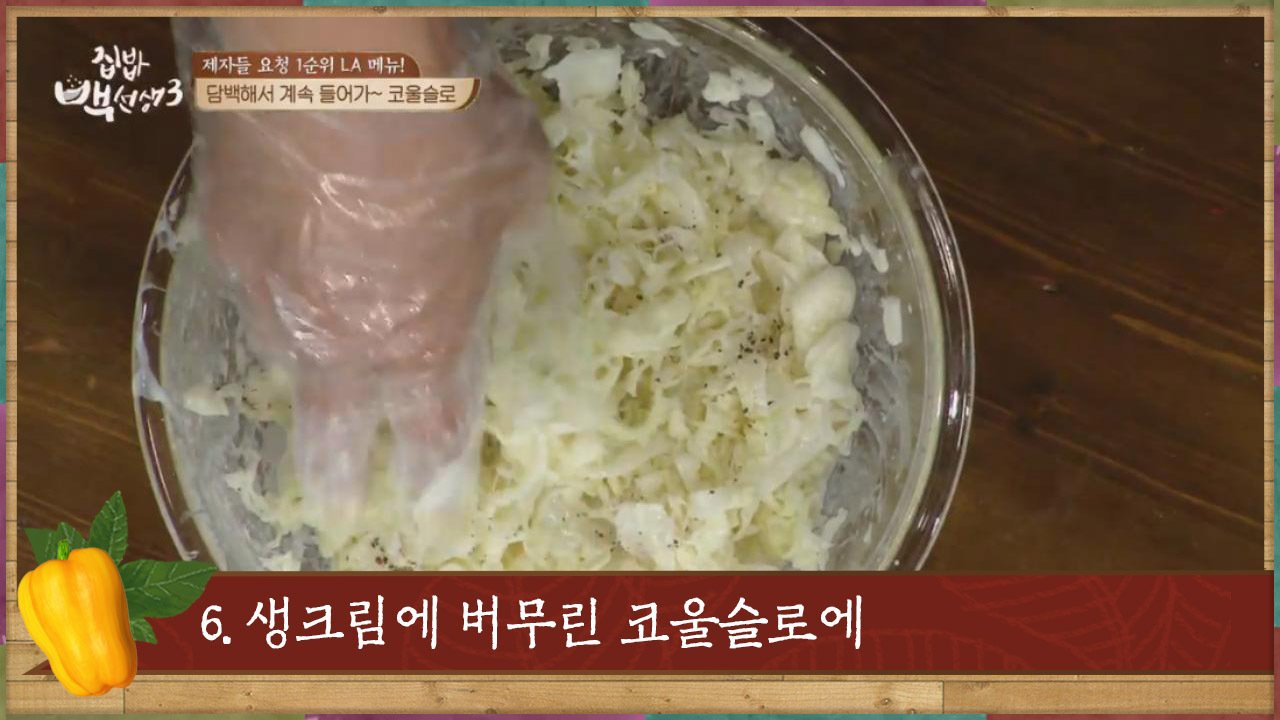 집밥
백선생3
제자들 요청 1순위 LA 메뉴!
담백해서 계속 들어가~ 코울슬로
6. 생크림에 버무린 코울슬로에